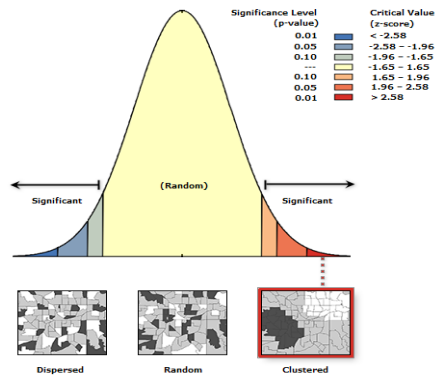 Significance Level Critical Value
(p-value) (z-score)
0.01 < -2.58
0.05 -2.58 – -1.96
0.10 -1.96 – -1.65
--- -1.65 – 1.65
0.10 1.65 – 1.96
0.05 1.96 – 2.58
0.01 > 2.58
(Random)
Significant Significant
Dispersed Random Clustered